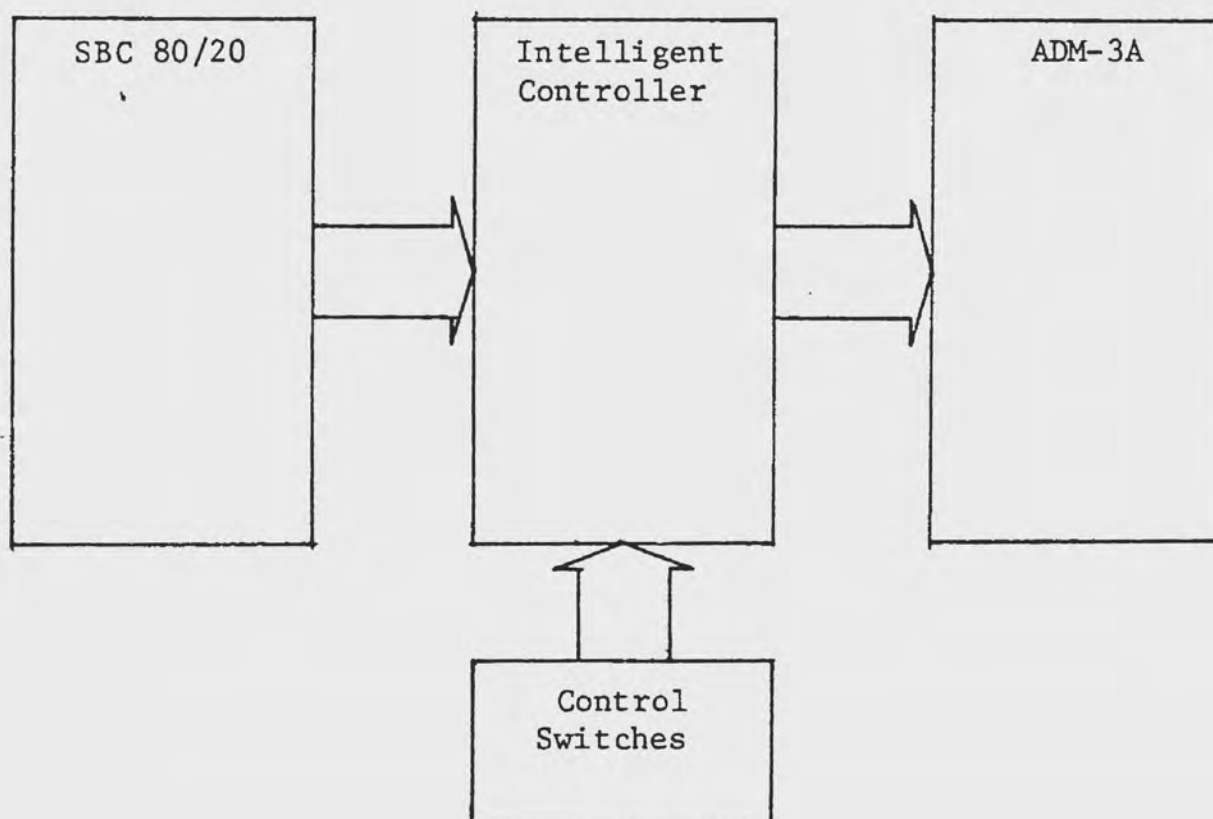 SBC 80/20
Intelligent
Controller
ADM-3A
Control
Switches